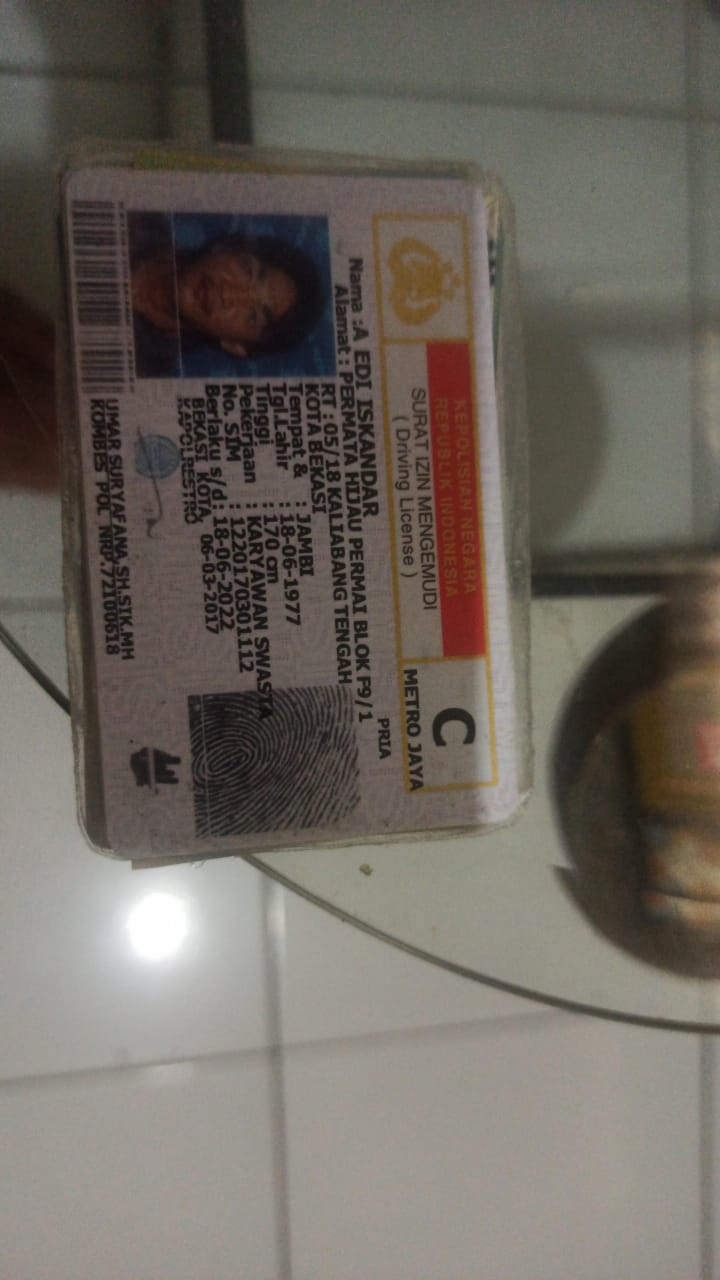 KEPOLISIAN NEGARA
REPUBLIK INDONESIA
SURAT IZIN MENGEMUDI
( Driving License )
C
METRO JAYA
Nama : A EDI ISKANDAR
PRIA
Alamat : PERMATA HIJAU PERMAI BLOK F9/1
RT : 05/18 KALIABANG TENGAH
KOTA BEKASI
Tempat & : JAMBI
Tgl.Lahir : 18-06-1977
Tinggi : 170 cm
Pekerjaan : KARYAWAN SWASTA
No. SIM : 1220170301112
Berlaku s/d : 18-06-2022
BEKASI KOTA, 06-03-2017
KAPOLRESTRO
UMAR SURYAFANA,SH,SIK,MH
KOMBES POL NRP.72100618